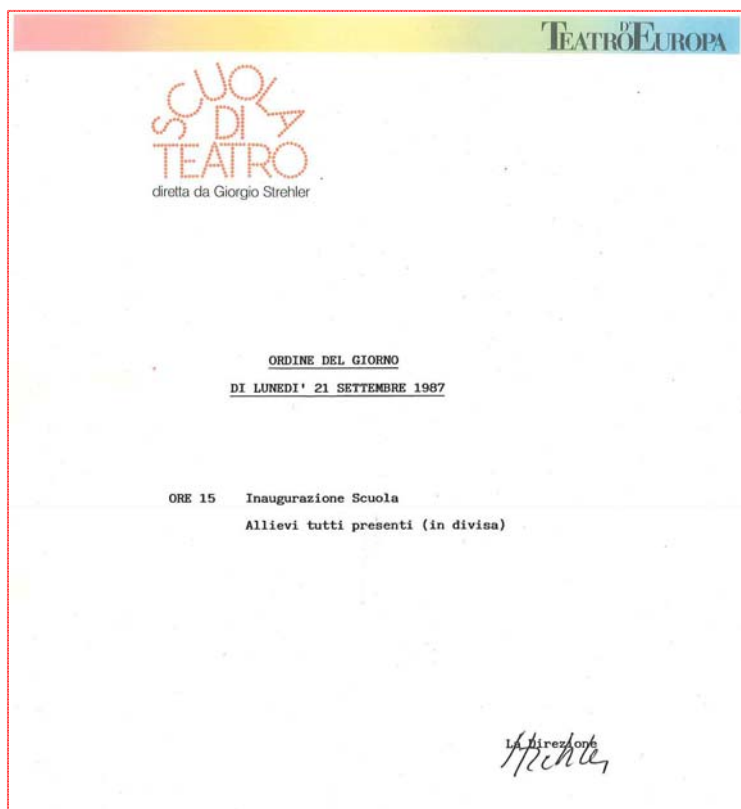 TEATRO D'EUROPA
SCUOLA
DI
TEATRO
diretta da Giorgio Strehler
ORDINE DEL GIORNO
DI LUNEDI' 21 SETTEMBRE 1987
ORE 15 Inaugurazione Scuola
Allievi tutti presenti (in divisa)
La Direzione
Strehler